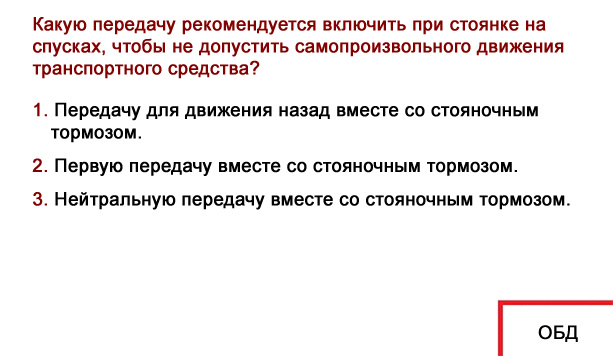 Какую передачу рекомендуется включить при стоянке на
спусках, чтобы не допустить самопроизвольного движения
транспортного средства?
1. Передачу для движения назад вместе со стояночным
тормозом.
2. Первую передачу вместе со стояночным тормозом.
3. Нейтральную передачу вместе со стояночным тормозом.
ОБД